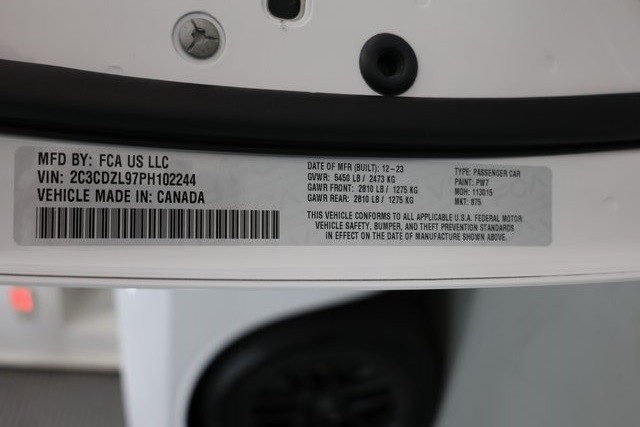 MFD BY: FCA US LLC
VIN: 2C3CDZL97PH102244
VEHICLE MADE IN: CANADA
DATE OF MFR (BUILT): 12-23
GVWR: 5450 LB / 2473 KG
GAWR FRONT: 2810 LB / 1275 KG
GAWR REAR: 2810 LB / 1275 KG
TYPE: PASSENGER CAR
PAINT: PW7
MDH: 113015
MKT: 875
THIS VEHICLE CONFORMS TO ALL APPLICABLE U.S.A. FEDERAL MOTOR
VEHICLE SAFETY, BUMPER, AND THEFT PREVENTION STANDARDS
IN EFFECT ON THE DATE OF MANUFACTURE SHOWN ABOVE.